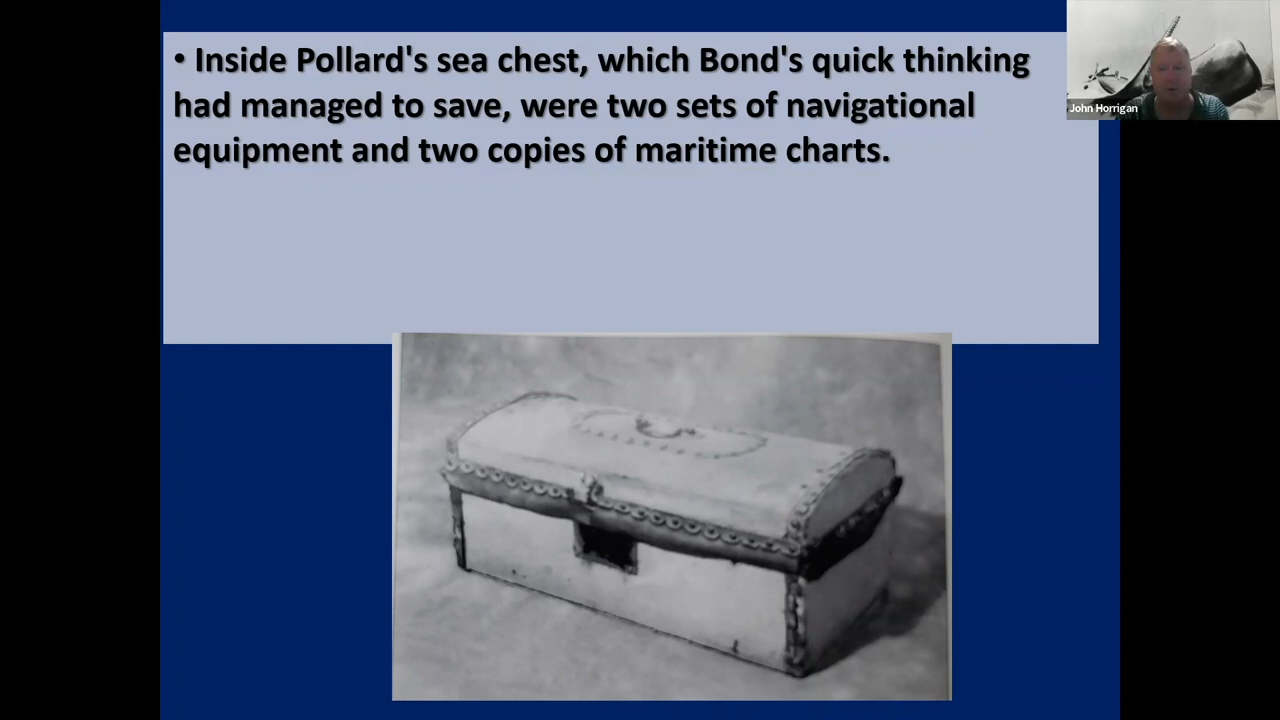 • Inside Pollard's sea chest, which Bond's quick thinking
had managed to save, were two sets of navigational
equipment and two copies of maritime charts.
John Horrigan